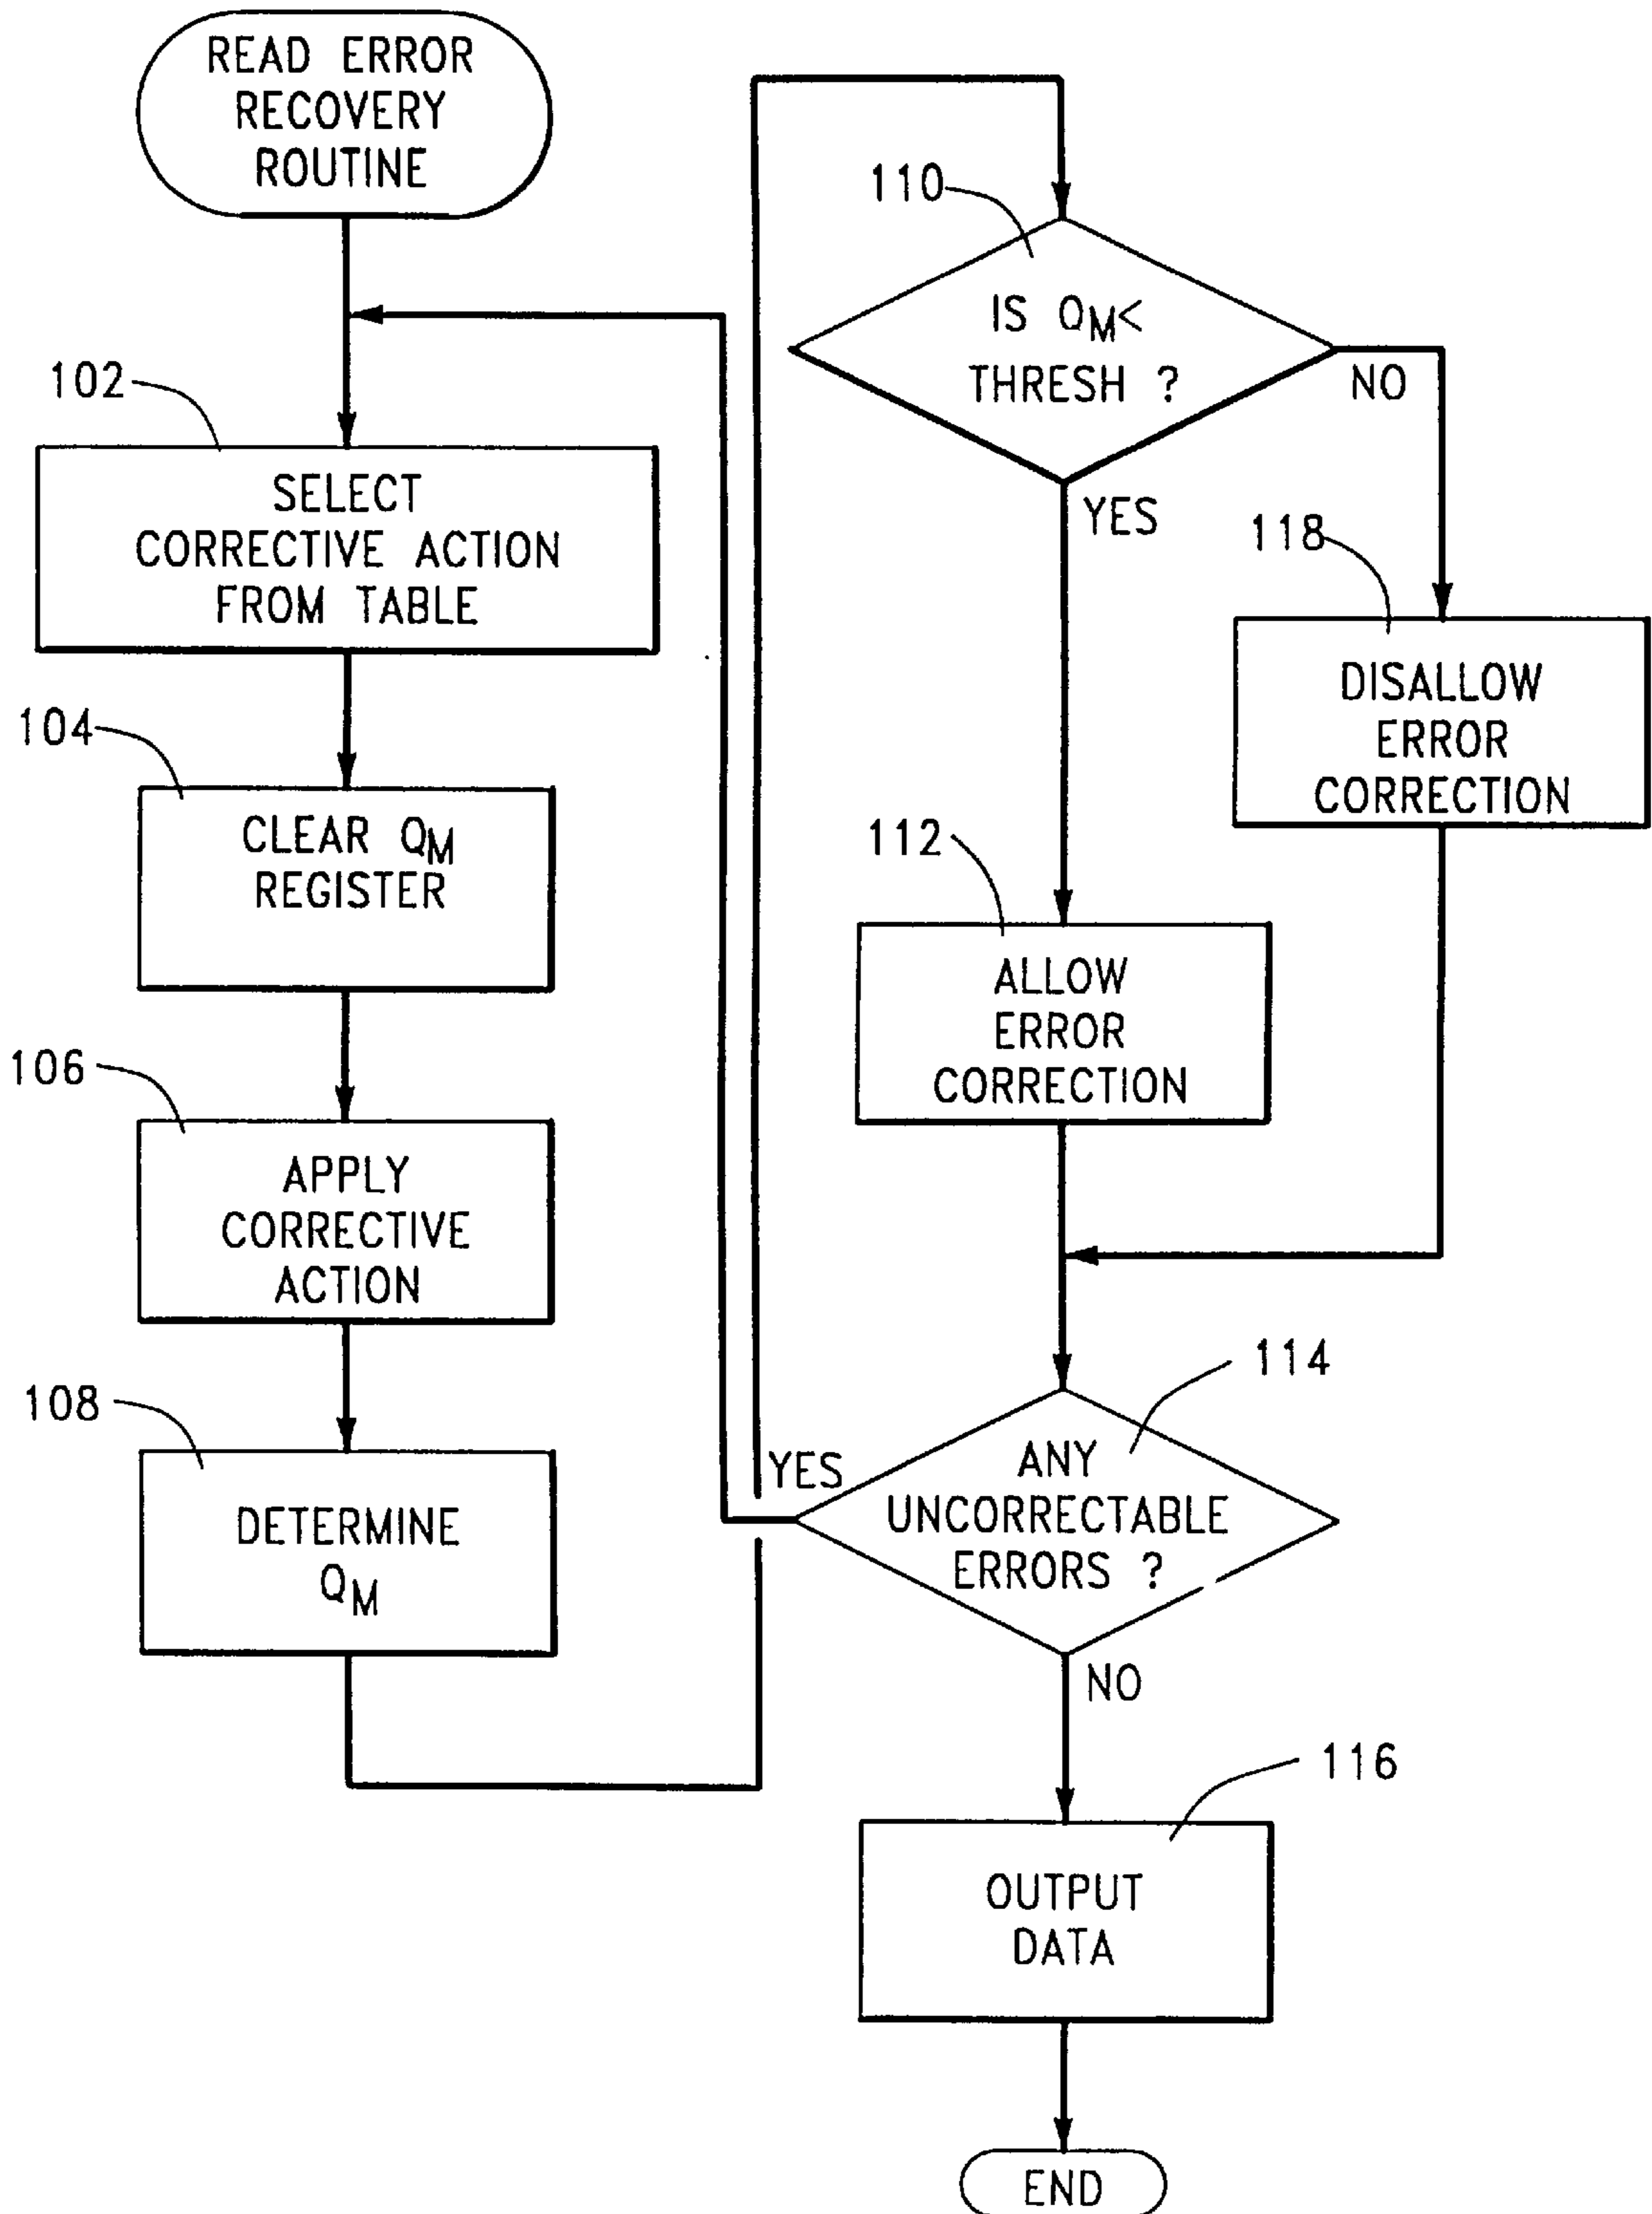 READ ERROR
RECOVERY
ROUTINE
102
SELECT
CORRECTIVE ACTION
FROM TABLE
104
CLEAR QM
REGISTER
106
APPLY
CORRECTIVE
ACTION
108
DETERMINE
QM
110
IS QM<
THRESH ?
NO
YES
118
DISALLOW
ERROR
CORRECTION
112
ALLOW
ERROR
CORRECTION
114
YES
ANY
UNCORRECTABLE
ERRORS ?
NO
116
OUTPUT
DATA
END